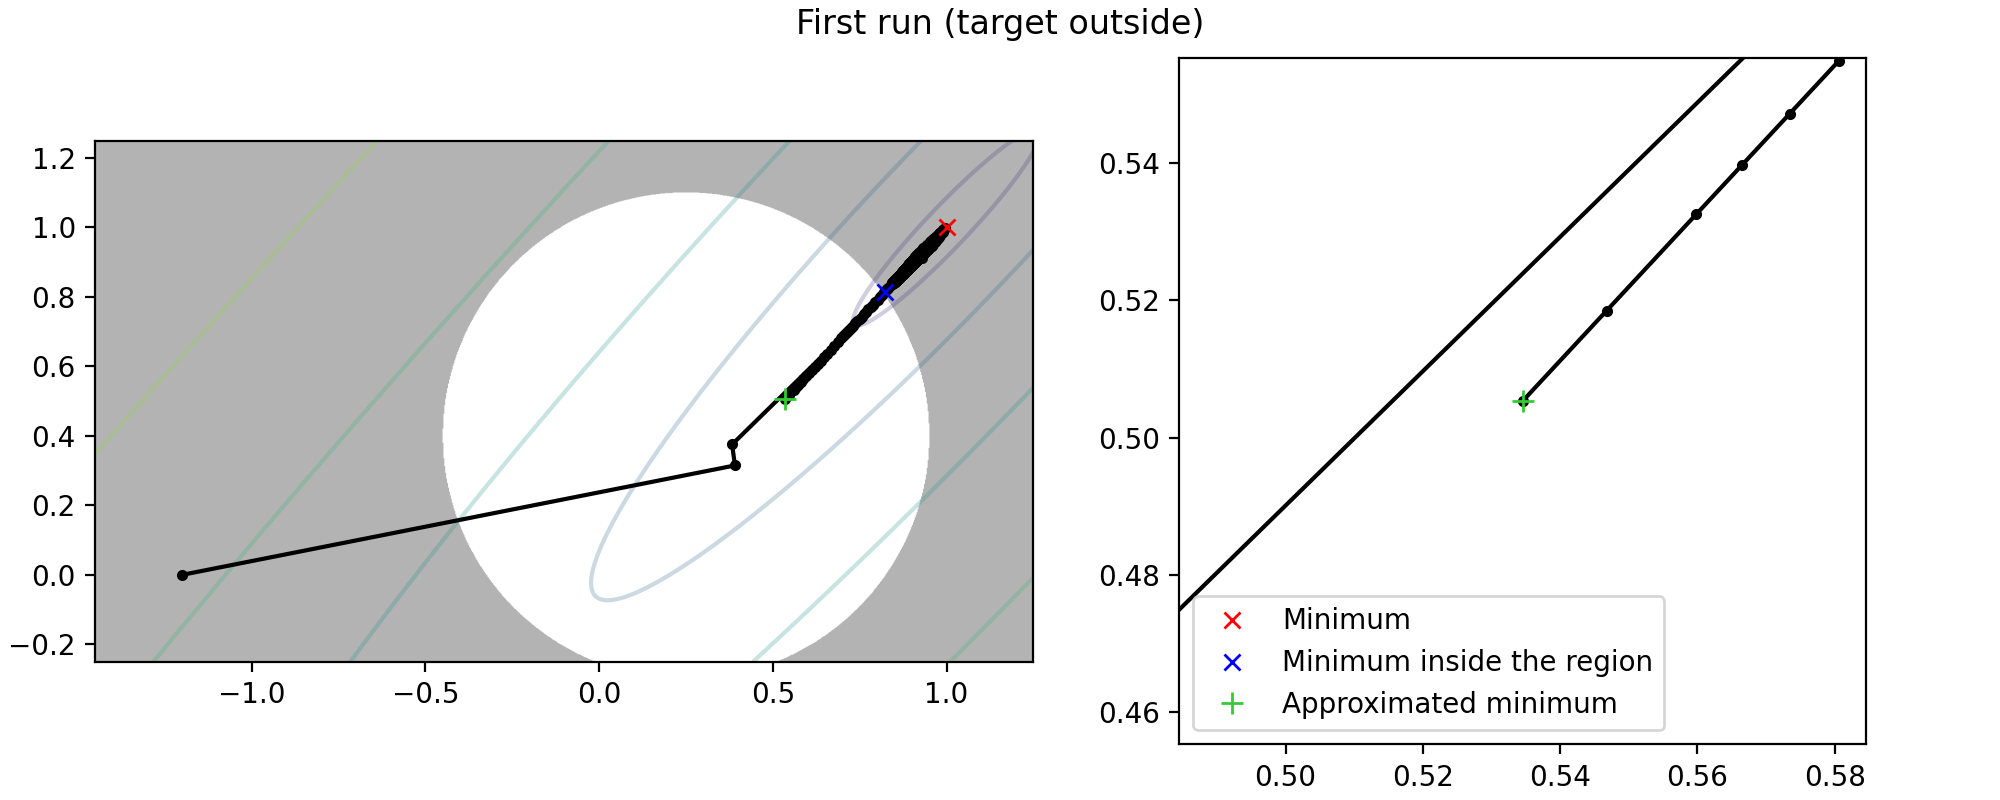 First run (target outside)
1.2
1.0
0.8
0.6
0.4
0.2
0.0
−0.2
−1.0 −0.5 0.0 0.5 1.0
0.54
0.52
0.50
0.48
0.46
0.50 0.52 0.54 0.56 0.58
Minimum
Minimum inside the region
Approximated minimum